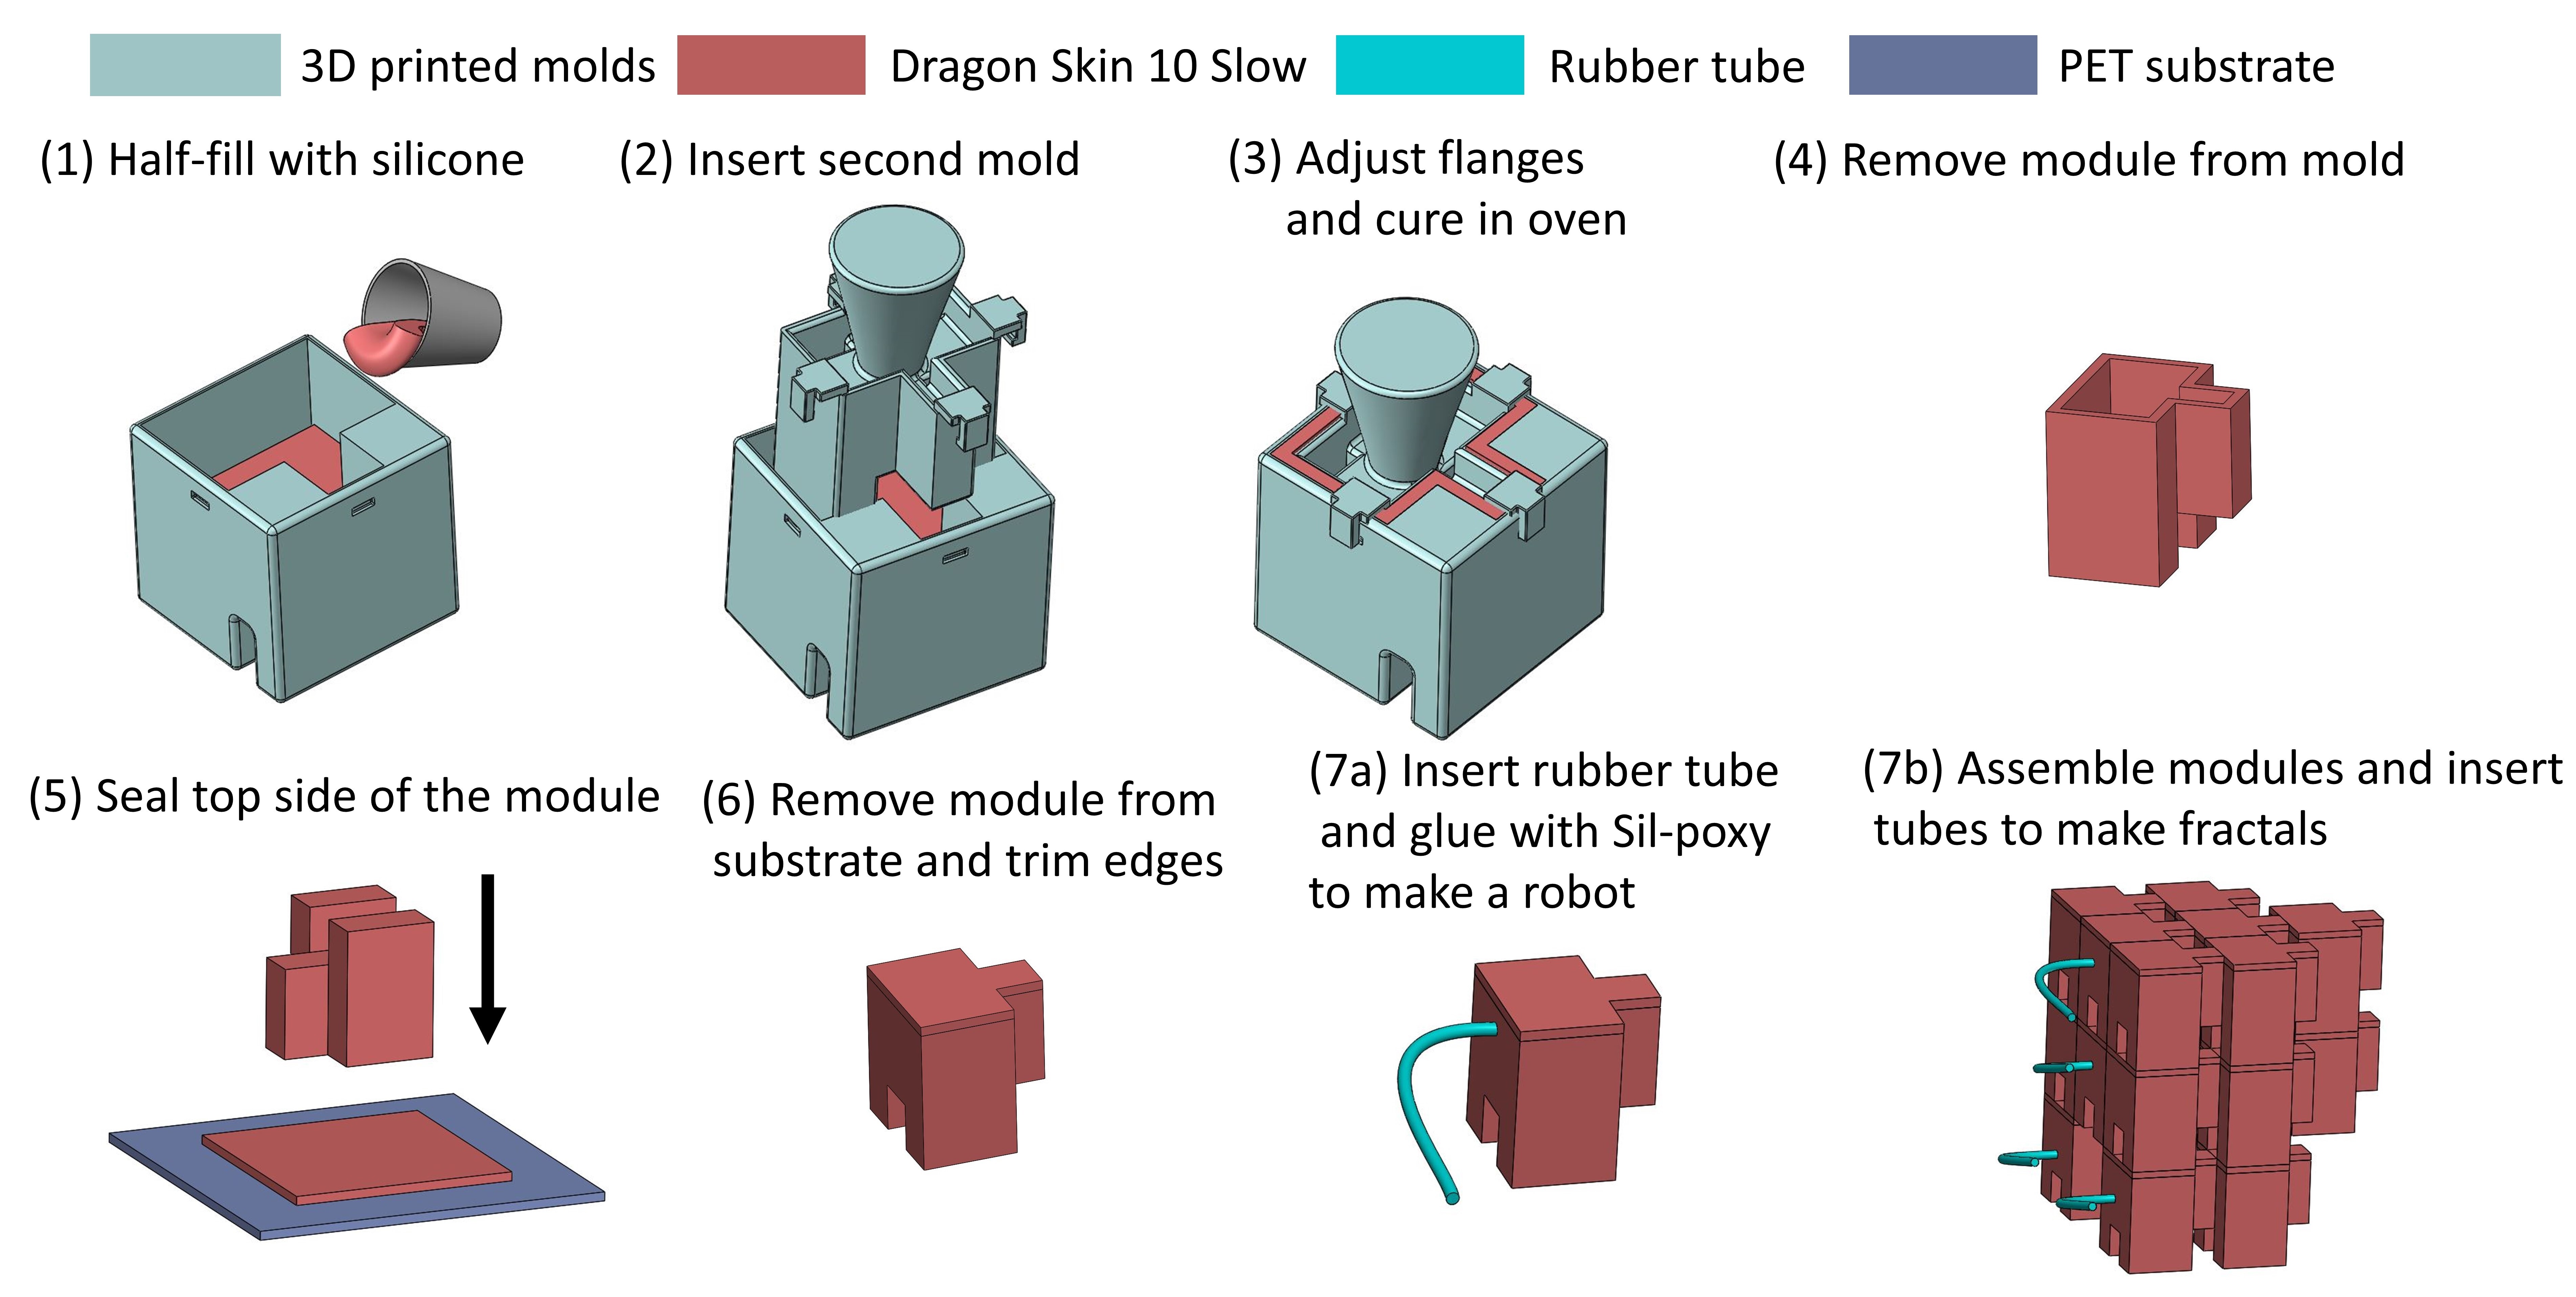 3D printed molds
Dragon Skin 10 Slow
Rubber tube
PET substrate
(1) Half-fill with silicone
(2) Insert second mold
(3) Adjust flanges
and cure in oven
(4) Remove module from mold
(5) Seal top side of the module
(6) Remove module from
substrate and trim edges
(7a) Insert rubber tube
and glue with Sil-poxy
to make a robot
(7b) Assemble modules and insert
tubes to make fractals